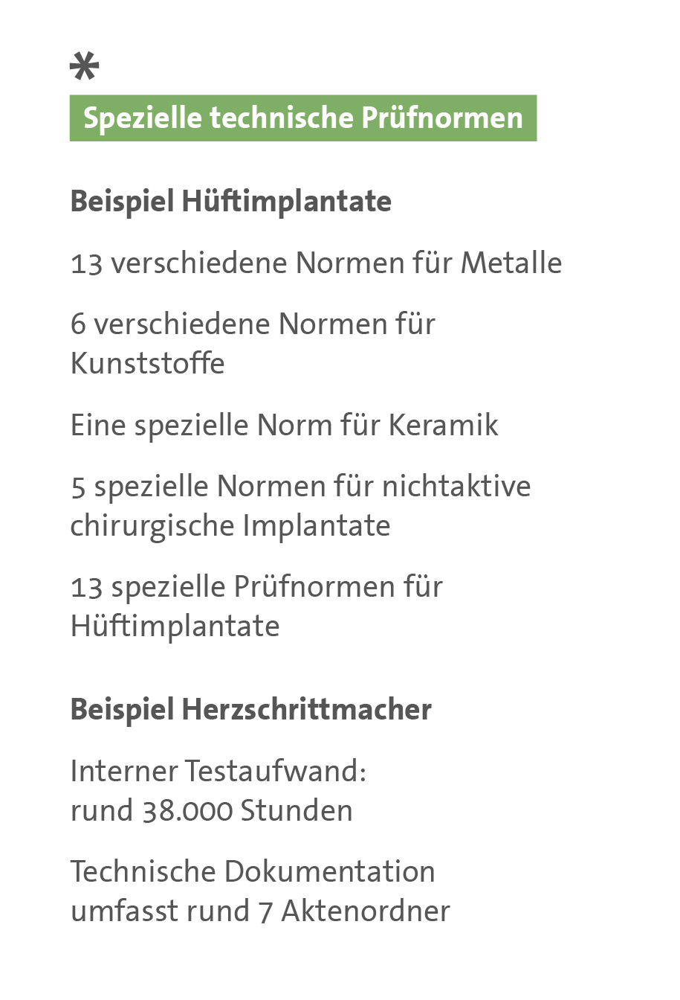 *
Spezielle technische Prüfnormen
Beispiel Hüftimplantate
13 verschiedene Normen für Metalle
6 verschiedene Normen für
Kunststoffe
Eine spezielle Norm für Keramik
5 spezielle Normen für nichtaktive
chirurgische Implantate
13 spezielle Prüfnormen für
Hüftimplantate
Beispiel Herzschrittmacher
Interner Testaufwand:
rund 38.000 Stunden
Technische Dokumentation
umfasst rund 7 Aktenordner